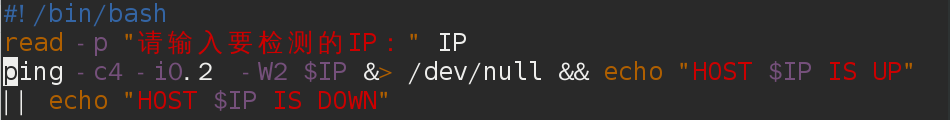 #!/bin/bash
read -p "请输入要检测的IP：" IP
ping -c4 -i0.2  -W2 $IP &> /dev/null && echo "HOST $IP IS UP"
||  echo "HOST $IP IS DOWN"